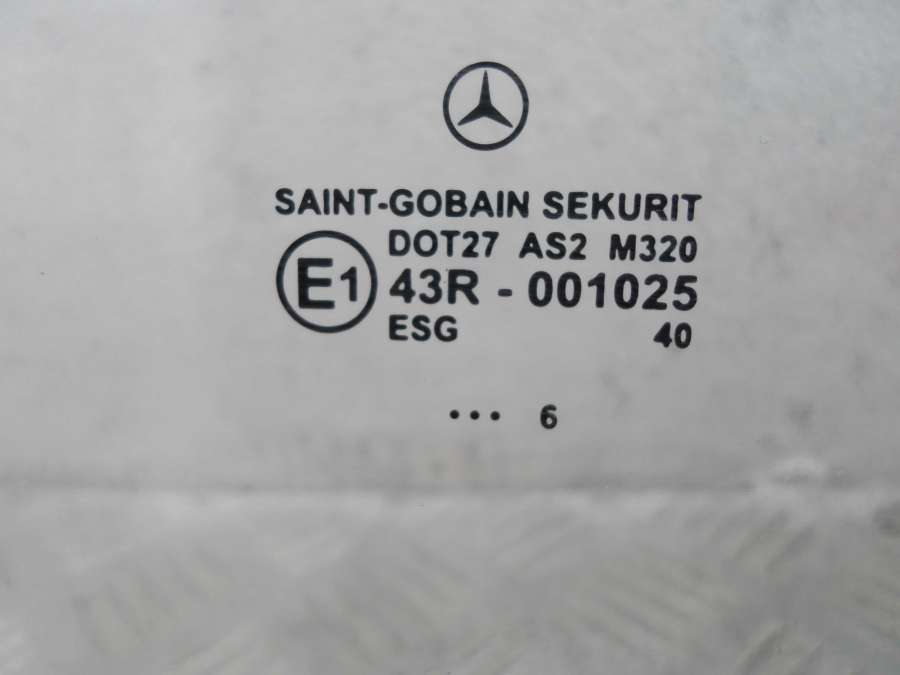 SAINT-GOBAIN SEKURIT
DOT27 AS2 M320
E1 43R - 001025
ESG 40
••• 6